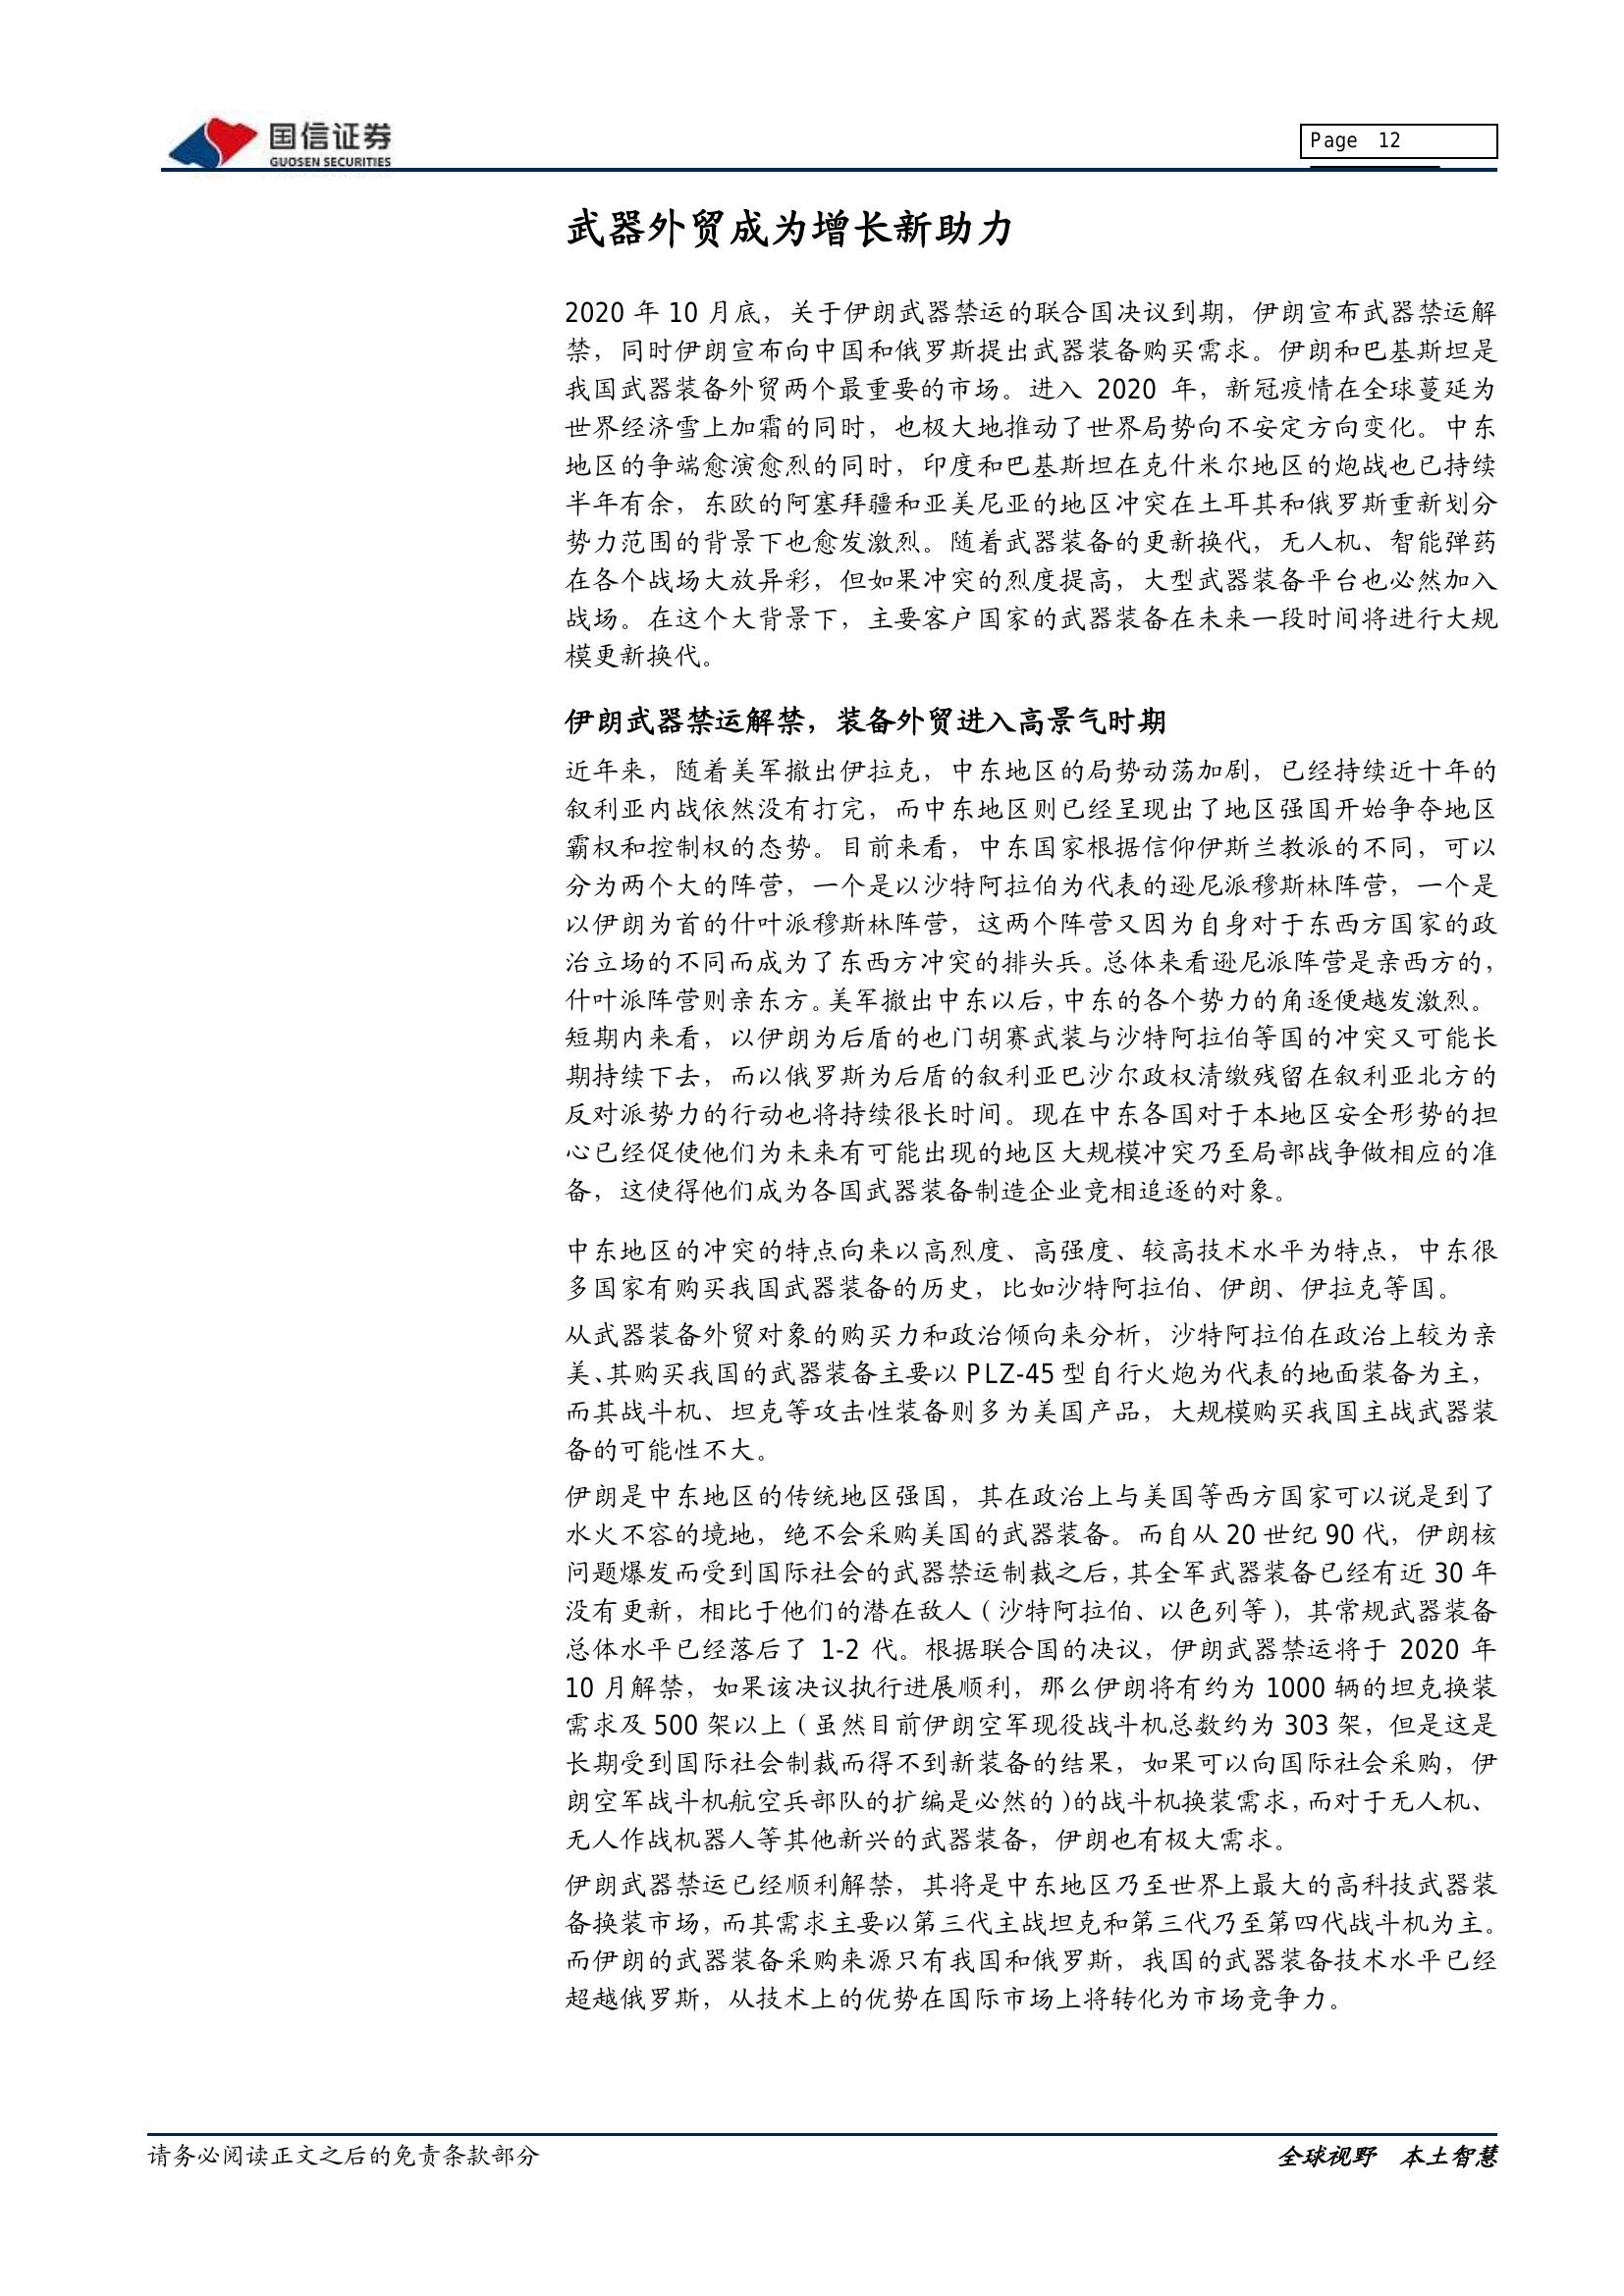 国信证券
GUOSEN SECURITIES
Page 12
武器外贸成为增长新助力
2020 年 10 月底，关于伊朗武器禁运的联合国决议到期，伊朗宣布武器禁运解
禁，同时伊朗宣布向中国和俄罗斯提出武器装备购买需求。伊朗和巴基斯坦是
我国武器装备外贸两个最重要的市场。进入 2020 年，新冠疫情在全球蔓延为
世界经济雪上加霜的同时，也极大地推动了世界局势向不安定方向变化。中东
地区的争端愈演愈烈的同时，印度和巴基斯坦在克什米尔地区的炮战也已持续
半年有余，东欧的阿塞拜疆和亚美尼亚的地区冲突在土耳其和俄罗斯重新划分
势力范围的背景下也愈发激烈。随着武器装备的更新换代，无人机、智能弹药
在各个战场大放异彩，但如果冲突的烈度提高，大型武器装备平台也必然加入
战场。在这个大背景下，主要客户国家的武器装备在未来一段时间将进行大规
模更新换代。
伊朗武器禁运解禁，装备外贸进入高景气时期
近年来，随着美军撤出伊拉克，中东地区的局势动荡加剧，已经持续近十年的
叙利亚内战依然没有打完，而中东地区则已经呈现出了地区强国开始争夺地区
霸权和控制权的态势。目前来看，中东国家根据信仰伊斯兰教派的不同，可以
分为两个大的阵营，一个是以沙特阿拉伯为代表的逊尼派穆斯林阵营，一个是
以伊朗为首的什叶派穆斯林阵营，这两个阵营又因为自身对于东西方国家的政
治立场的不同而成为了东西方冲突的排头兵。总体来看逊尼派阵营是亲西方的，
什叶派阵营则亲东方。美军撤出中东以后，中东的各个势力的角逐便越发激烈。
短期内来看，以伊朗为后盾的也门胡赛武装与沙特阿拉伯等国的冲突又可能长
期持续下去，而以俄罗斯为后盾的叙利亚巴沙尔政权清缴残留在叙利亚北方的
反对派势力的行动也将持续很长时间。现在中东各国对于本地区安全形势的担
心已经促使他们为未来有可能出现的地区大规模冲突乃至局部战争做相应的准
备，这使得他们成为各国武器装备制造企业竞相追逐的对象。
中东地区的冲突的特点向来以高烈度、高强度、较高技术水平为特点，中东很
多国家有购买我国武器装备的历史，比如沙特阿拉伯、伊朗、伊拉克等国。
从武器装备外贸对象的购买力和政治倾向来分析，沙特阿拉伯在政治上较为亲
美、其购买我国的武器装备主要以 PLZ-45 型自行火炮为代表的地面装备为主，
而其战斗机、坦克等攻击性装备则多为美国产品，大规模购买我国主战武器装
备的可能性不大。
伊朗是中东地区的传统地区强国，其在政治上与美国等西方国家可以说是到了
水火不容的境地，绝不会采购美国的武器装备。而自从 20 世纪 90 代，伊朗核
问题爆发而受到国际社会的武器禁运制裁之后，其全军武器装备已经有近 30 年
没有更新，相比于他们的潜在敌人（沙特阿拉伯、以色列等），其常规武器装备
总体水平已经落后了 1-2 代。根据联合国的决议，伊朗武器禁运将于 2020 年
10 月解禁，如果该决议执行进展顺利，那么伊朗将有约为 1000 辆的坦克换装
需求及 500 架以上（虽然目前伊朗空军现役战斗机总数约为 303 架，但是这是
长期受到国际社会制裁而得不到新装备的结果，如果可以向国际社会采购，伊
朗空军战斗机航空兵部队的扩编是必然的）的战斗机换装需求，而对于无人机、
无人作战机器人等其他新兴的武器装备，伊朗也有极大需求。
伊朗武器禁运已经顺利解禁，其将是中东地区乃至世界上最大的高科技武器装
备换装市场，而其需求主要以第三代主战坦克和第三代乃至第四代战斗机为主。
而伊朗的武器装备采购来源只有我国和俄罗斯，我国的武器装备技术水平已经
超越俄罗斯，从技术上的优势在国际市场上将转化为市场竞争力。
请务必阅读正文之后的免责条款部分
全球视野 本土智慧